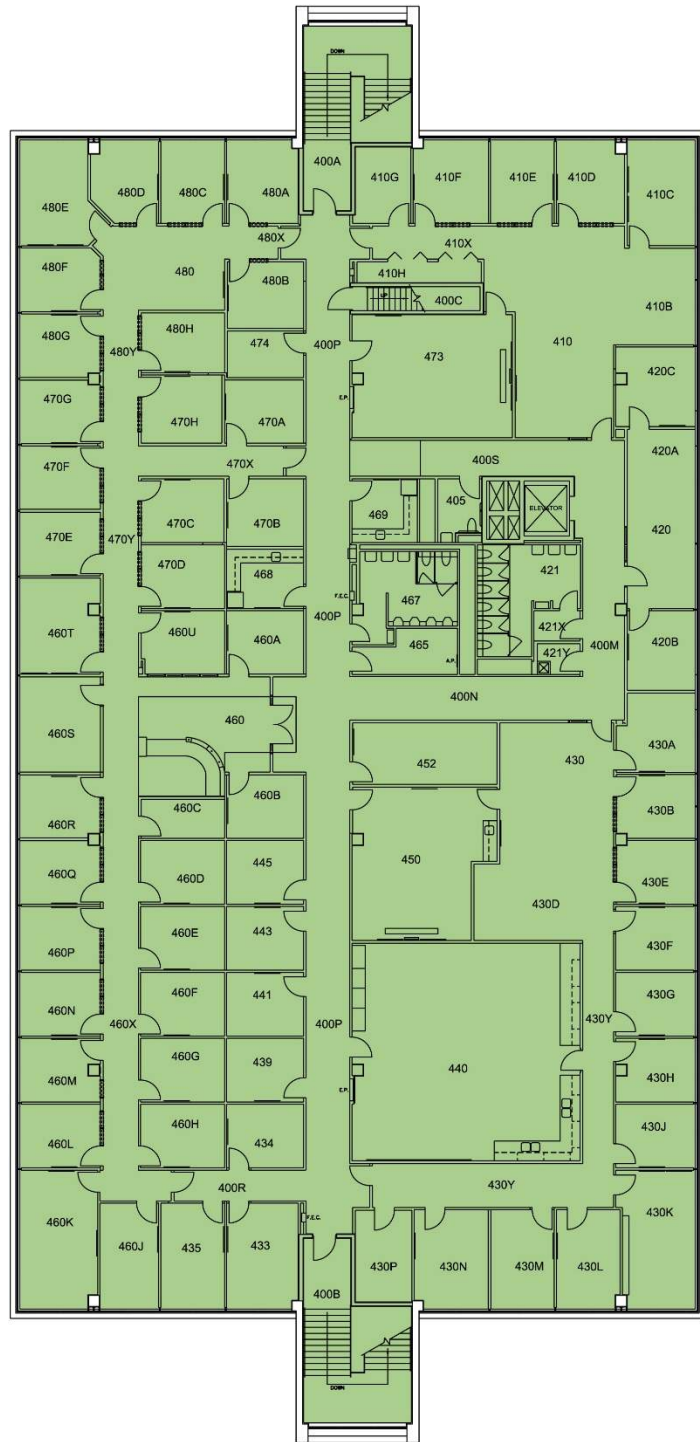 DOWN
400A
480D
480C
480A
410G
410F
410E
410D
480E
410C
480X
410X
480F
480
480B
410H
UP
400C
410B
480G
480Y
480H
474
400P
473
410
420C
E.P.
470G
470H
470A
420A
470X
400S
470F
469
405
ELEVATOR
470C
470B
420
470E
470Y
468
F.E.C.
421
470D
467
400P
460T
460U
460A
421X
400M
465
A.P.
421Y
420B
400N
460S
460
430
430A
452
460R
460C
460B
430B
450
460Q
460D
445
430E
460P
460E
443
430D
430F
460N
460F
441
430G
460X
400P
430Y
460M
460G
439
440
430H
E.P.
460L
460H
434
430J
400R
430Y
460K
F.E.C.
430K
460J
435
433
430P
430N
430M
430L
400B
DOWN